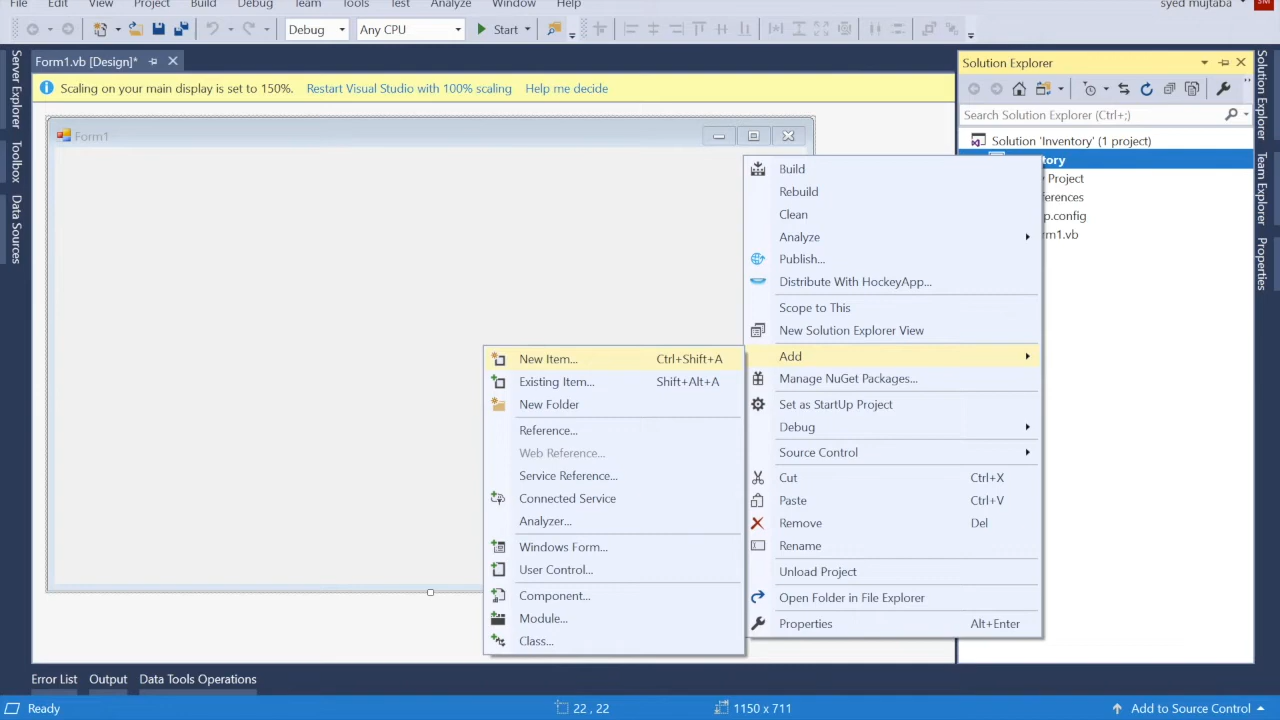 File Edit View Project Build Debug Team Tools Test Analyze Window Help
syed mujtaba
SM
Debug Any CPU Start
Form1.vb [Design]*
Solution Explorer
Scaling on your main display is set to 150%. Restart Visual Studio with 100% scaling Help me decide
Search Solution Explorer (Ctrl+;)
Form1
Solution 'Inventory' (1 project)
tory
Project
ferences
p.config
rm1.vb
Build
Rebuild
Clean
Analyze
Publish...
Distribute With HockeyApp...
Scope to This
New Solution Explorer View
Add
Manage NuGet Packages...
Set as StartUp Project
Debug
Source Control
Cut Ctrl+X
Paste Ctrl+V
Remove Del
Rename
Unload Project
Open Folder in File Explorer
Properties Alt+Enter
New Item... Ctrl+Shift+A
Existing Item... Shift+Alt+A
New Folder
Reference...
Web Reference...
Service Reference...
Connected Service
Analyzer...
Windows Form...
User Control...
Component...
Module...
Class...
Server Explorer
Toolbox
Data Sources
Solution Explorer
Team Explorer
Properties
Error List Output Data Tools Operations
Ready 22 , 22 1150 x 711 Add to Source Control